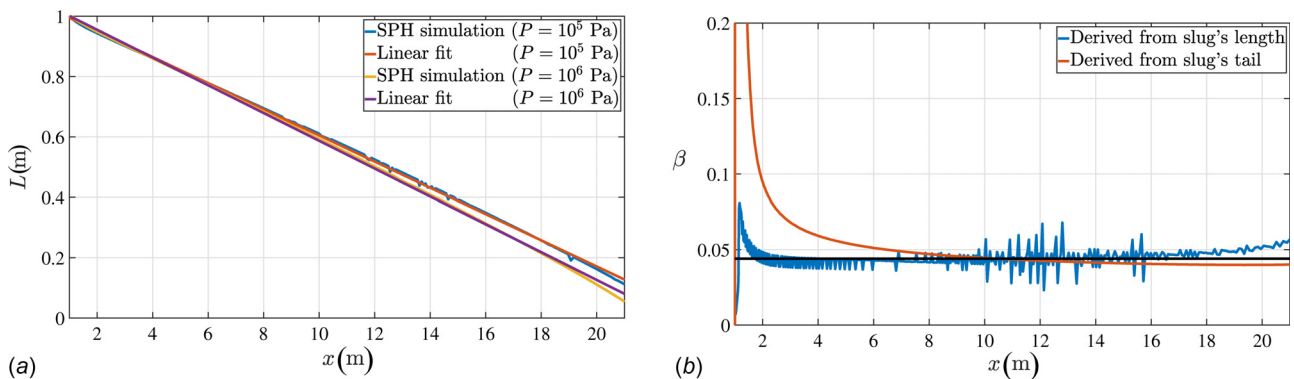 SPH simulation (P = 10⁵ Pa)
Linear fit (P = 10⁵ Pa)
SPH simulation (P = 10⁶ Pa)
Linear fit (P = 10⁶ Pa)
1
0.8
0.6
0.4
0.2
0
L(m)
2 4 6 8 10 12 14 16 18 20
x(m)
(a)
Derived from slug's length
Derived from slug's tail
0.2
0.15
0.1
0.05
0
β
2 4 6 8 10 12 14 16 18 20
x(m)
(b)